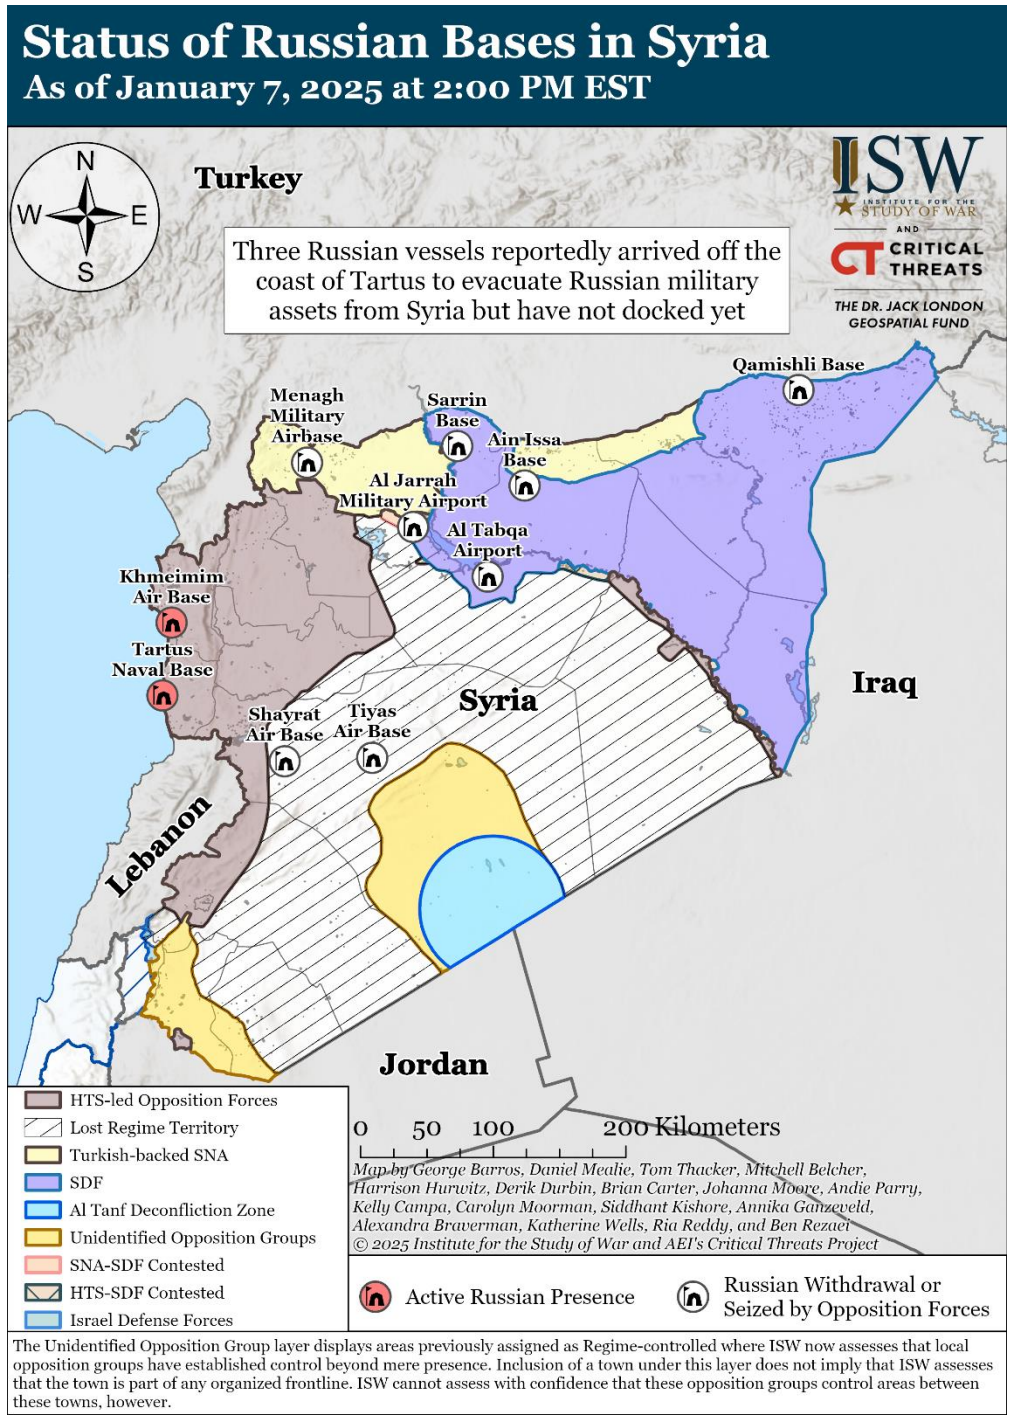 Status of Russian Bases in Syria
As of January 7, 2025 at 2:00 PM EST
N
W
E
S
Turkey
ISW
INSTITUTE FOR THE
STUDY OF WAR
AND
CT CRITICAL
THREATS
THE DR. JACK LONDON
GEOSPATIAL FUND
Three Russian vessels reportedly arrived off the
coast of Tartus to evacuate Russian military
assets from Syria but have not docked yet
Qamishli Base
Menagh
Military
Airbase
Sarrin
Base
Ain Issa
Base
Al Jarrah
Military Airport
Al Tabqa
Airport
Khmeimim
Air Base
Tartus
Naval Base
Syria
Iraq
Shayrat
Air Base
Tiyas
Air Base
Lebanon
Jordan
HTS-led Opposition Forces
Lost Regime Territory
Turkish-backed SNA
SDF
Al Tanf Deconfliction Zone
Unidentified Opposition Groups
SNA-SDF Contested
HTS-SDF Contested
Israel Defense Forces
0 50 100 200 Kilometers
Map by George Barros, Daniel Mealie, Tom Thacker, Mitchell Belcher,
Harrison Hurwitz, Derik Durbin, Brian Carter, Johanna Moore, Andie Parry,
Kelly Campa, Carolyn Moorman, Siddhant Kishore, Annika Ganzeveld,
Alexandra Braverman, Katherine Wells, Ria Reddy, and Ben Rezaei
© 2025 Institute for the Study of War and AEI's Critical Threats Project
Active Russian Presence
Russian Withdrawal or
Seized by Opposition Forces
The Unidentified Opposition Group layer displays areas previously assigned as Regime-controlled where ISW now assesses that local
opposition groups have established control beyond mere presence. Inclusion of a town under this layer does not imply that ISW assesses
that the town is part of any organized frontline. ISW cannot assess with confidence that these opposition groups control areas between
these towns, however.